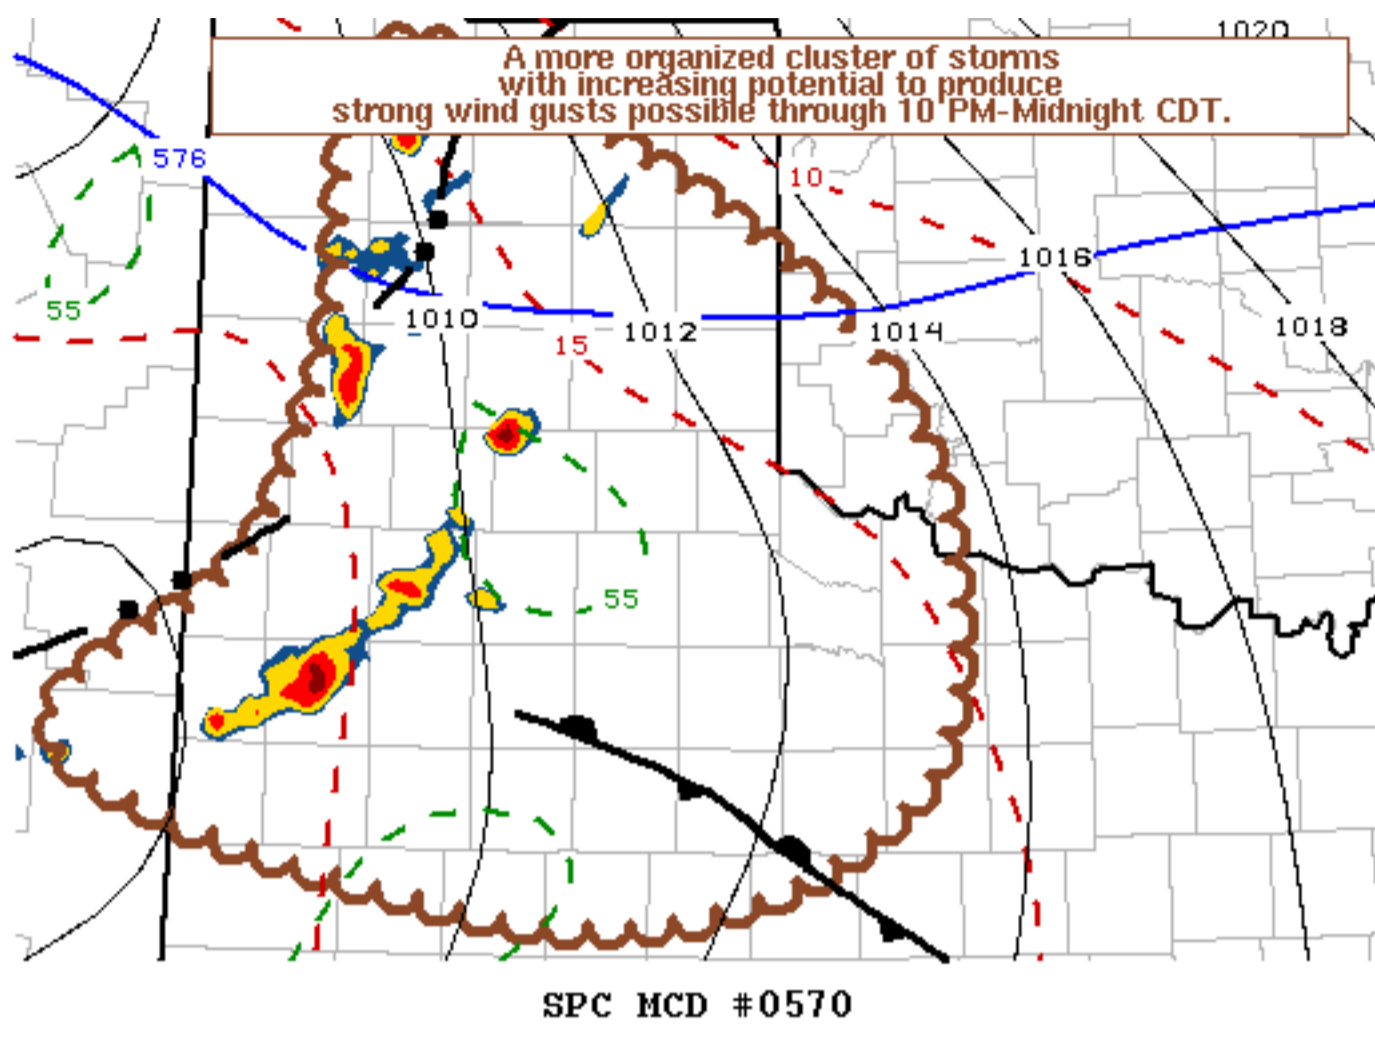 1020
A more organized cluster of storms
with increasing potential to produce
strong wind gusts possible through 10 PM-Midnight CDT.
576
10
1016
55
1010
1012
1014
1018
15
55
SPC MCD #0570